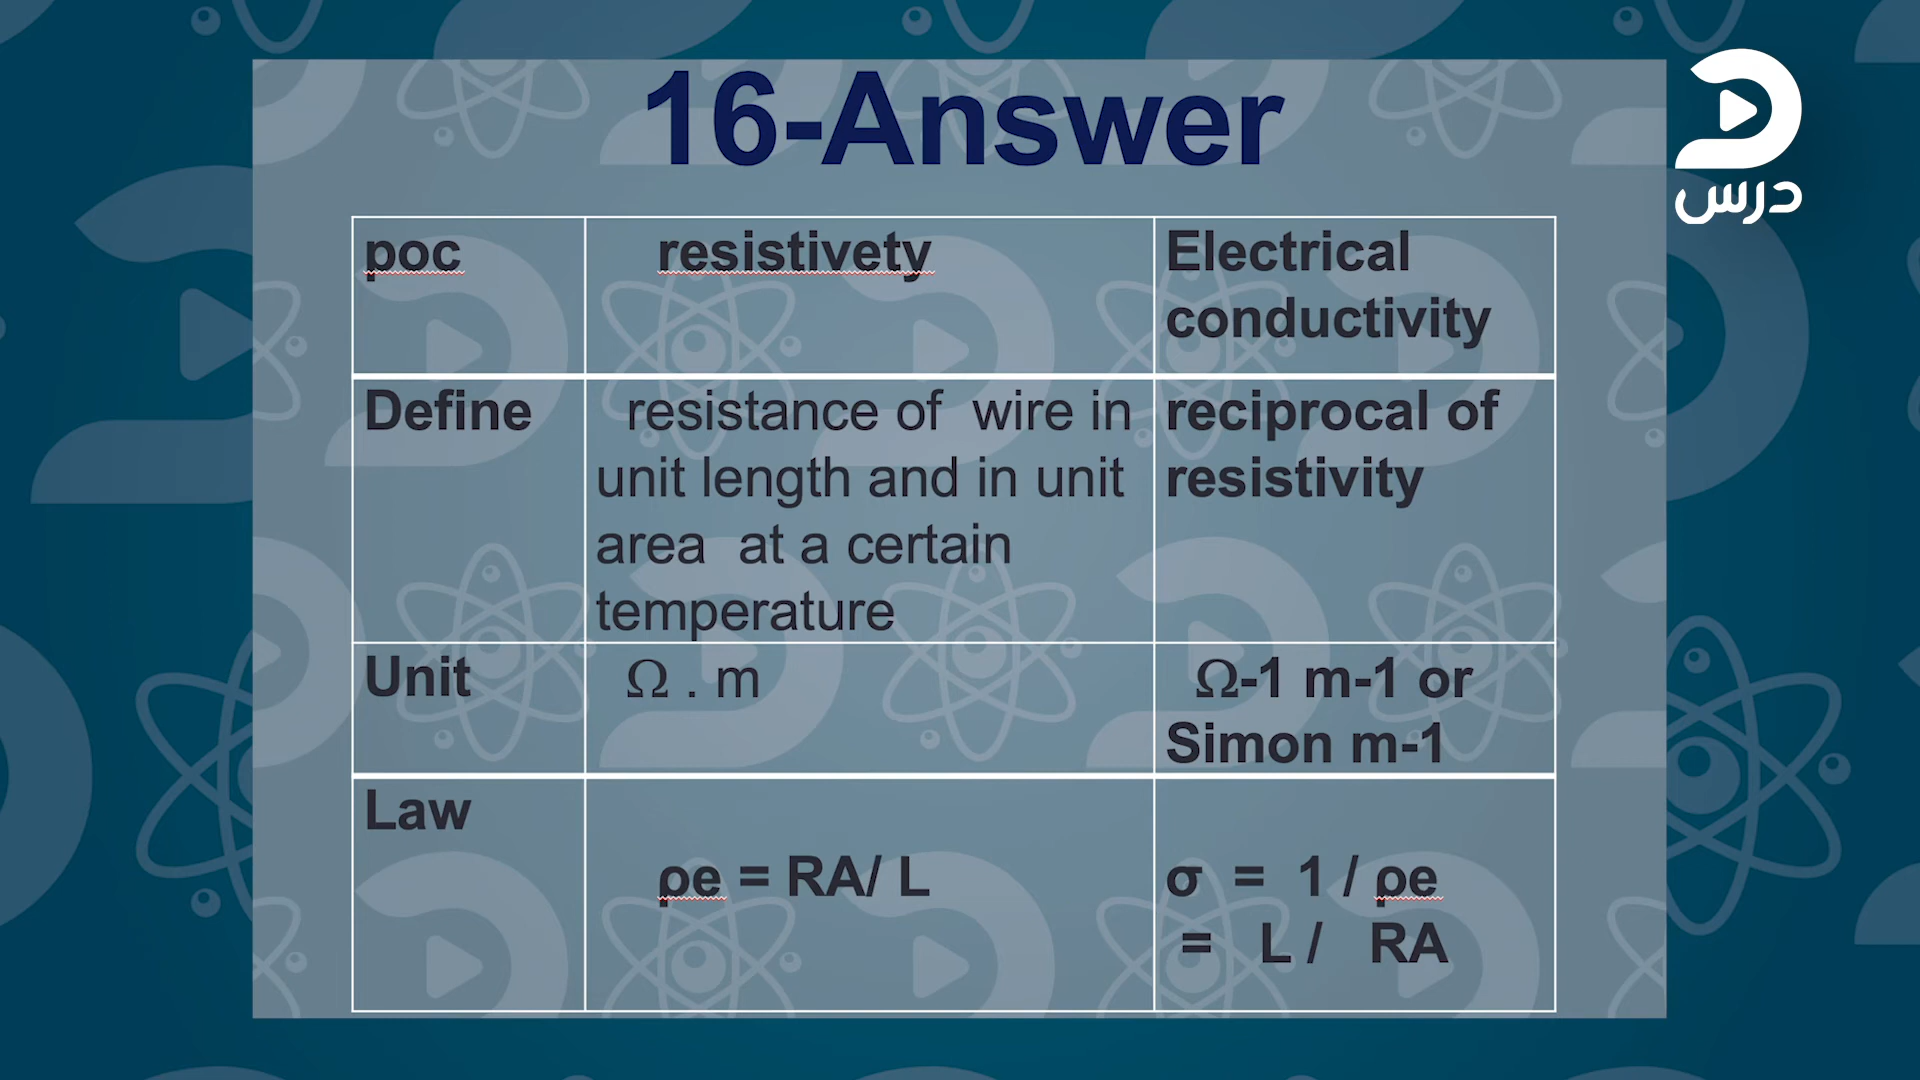 16-Answer
درس
poc
resistivety
Electrical
conductivity
Define
resistance of wire in
unit length and in unit
area at a certain
temperature
reciprocal of
resistivity
Unit
Ω . m
Ω-1 m-1 or
Simon m-1
Law
ρe = RA/ L
σ = 1 / ρe
= L / RA